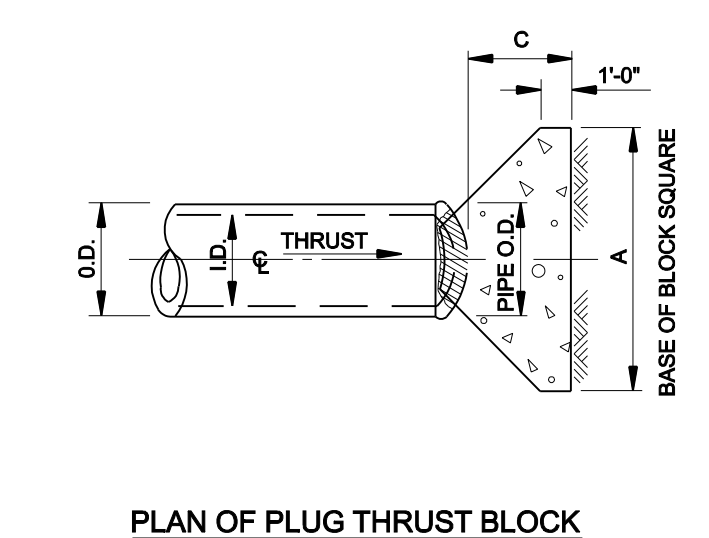 C
1'-0"
O.D.
I.D.
℄
THRUST
PIPE O.D.
A
BASE OF BLOCK SQUARE
PLAN OF PLUG THRUST BLOCK